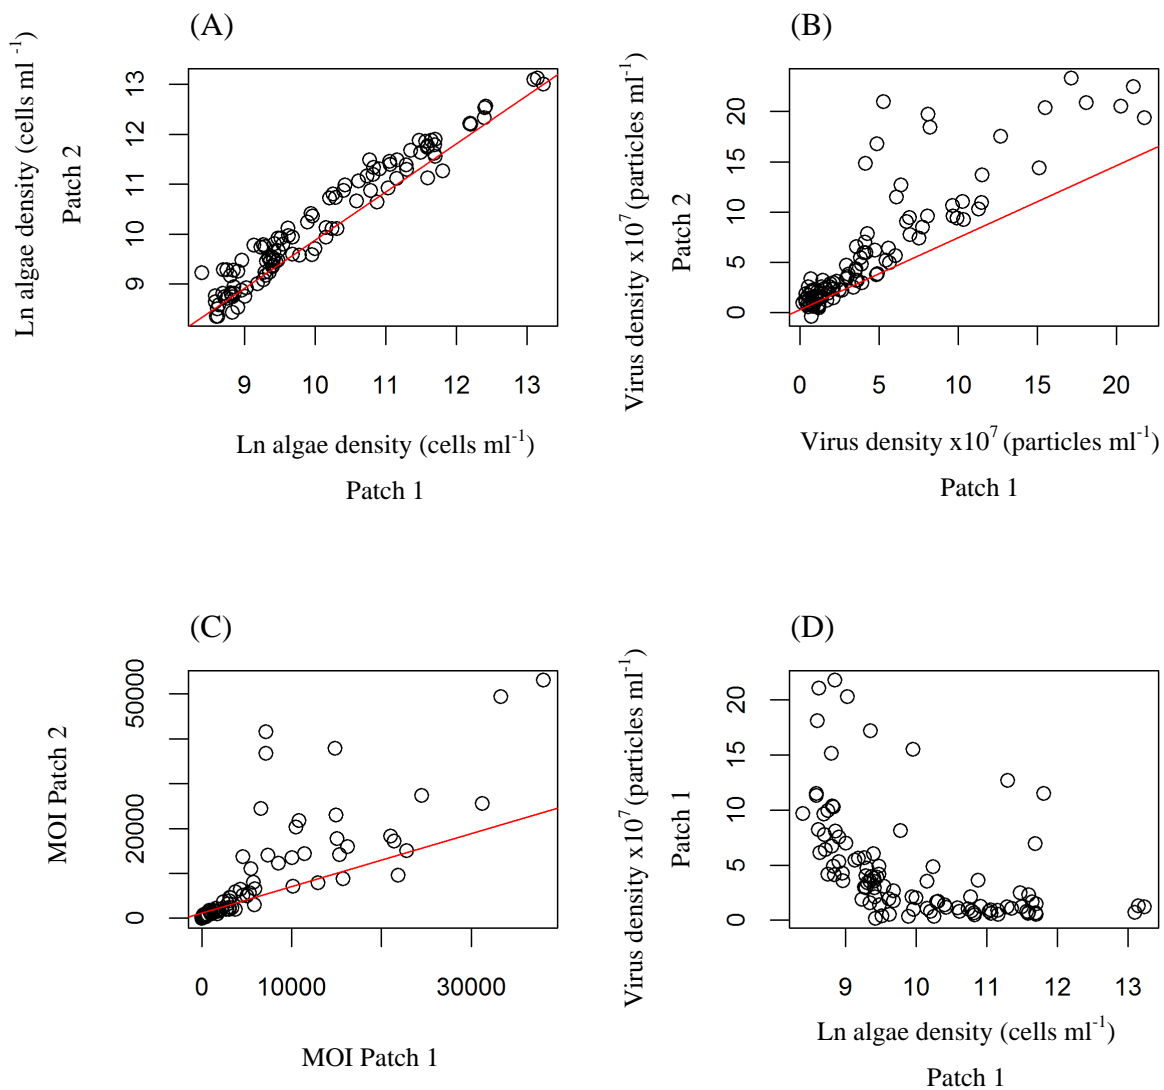 (A)
Ln algae density (cells ml -1)
Patch 2
13
12
11
10
9
9 10 11 12 13
Ln algae density (cells ml-1)
Patch 1
(B)
Virus density x107 (particles ml-1)
Patch 2
20
15
10
5
0
0 5 10 15 20
Virus density x107 (particles ml-1)
Patch 1
(C)
MOI Patch 2
50000
20000
0
0 10000 30000
MOI Patch 1
(D)
Virus density x107 (particles ml-1)
Patch 1
20
15
10
5
0
9 10 11 12 13
Ln algae density (cells ml-1)
Patch 1